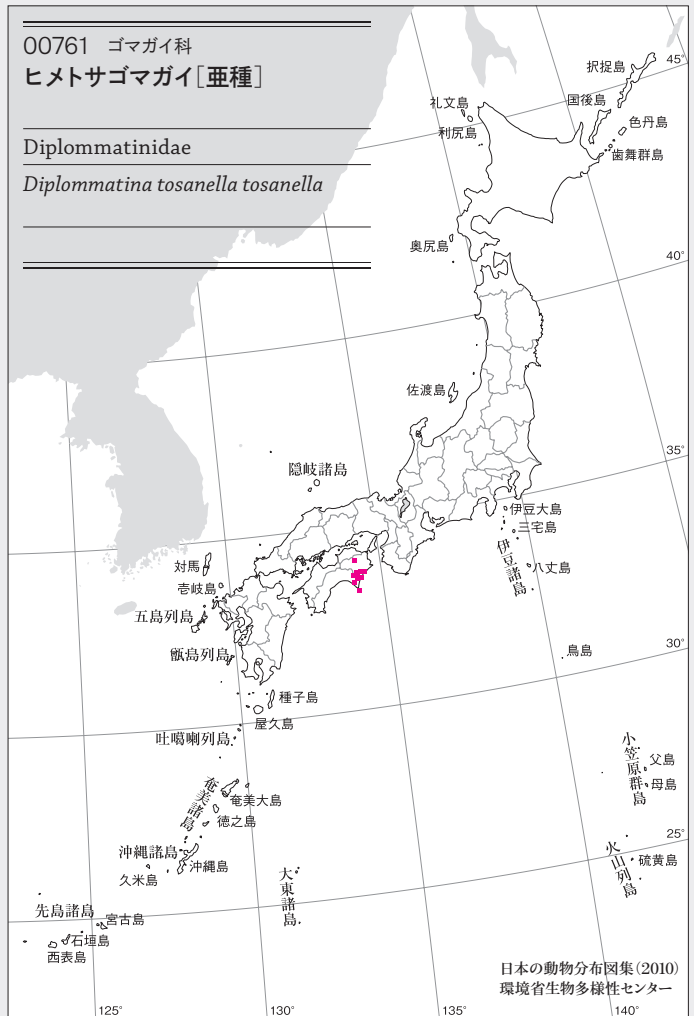 00761 ゴマガイ科
ヒメトサゴマガイ[亜種]
Diplommatinidae
Diplommatina tosanella tosanella
択捉島
45°
礼文島
国後島
色丹島
利尻島
歯舞群島
奥尻島
40°
佐渡島
35°
隠岐諸島
伊豆大島
三宅島
伊豆諸島
八丈島
対馬
壱岐島
五島列島
甑島列島
鳥島
30°
種子島
屋久島
吐噶喇列島
小笠原群島
父島
母島
奄美諸島
奄美大島
徳之島
25°
沖縄諸島
沖縄島
久米島
火山列島
硫黄島
大東諸島
先島諸島
宮古島
石垣島
西表島
日本の動物分布図集(2010)
環境省生物多様性センター
125°
130°
135°
140°